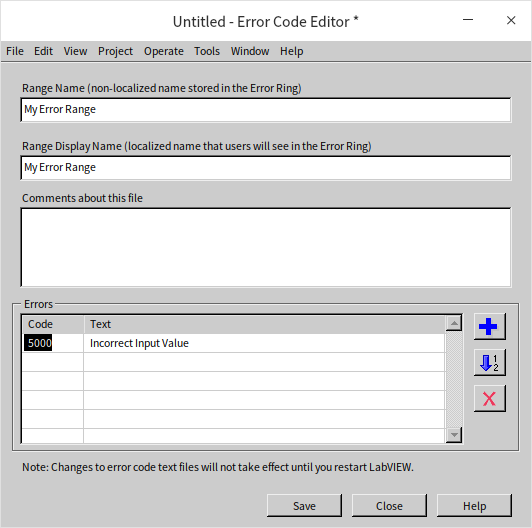 Untitled - Error Code Editor *
File Edit View Project Operate Tools Window Help
Range Name (non-localized name stored in the Error Ring)
My Error Range
Range Display Name (localized name that users will see in the Error Ring)
My Error Range
Comments about this file
Errors
Code Text
5000 Incorrect Input Value
1
2
Note: Changes to error code text files will not take effect until you restart LabVIEW.
Save Close Help